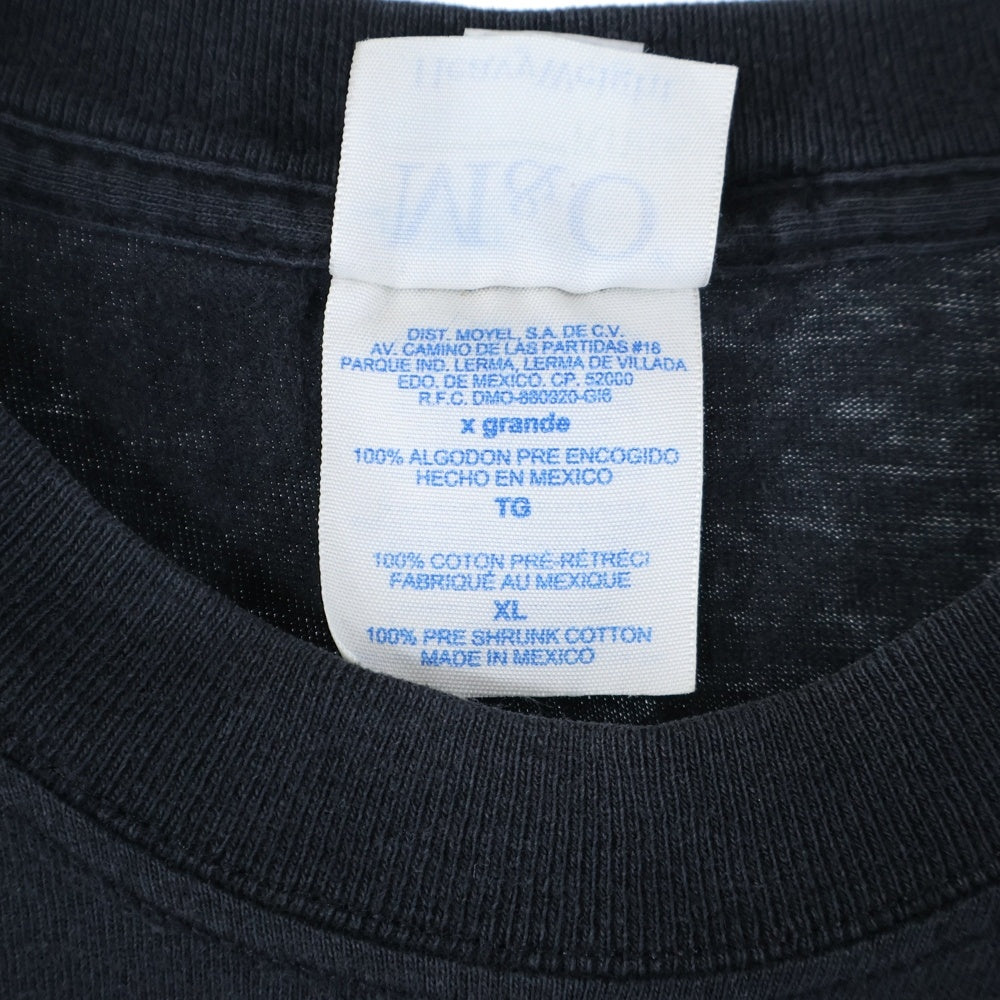 M&O
DIST. MOYEL, S.A. DE C.V.
AV. CAMINO DE LAS PARTIDAS #18
PARQUE IND. LERMA, LERMA DE VILLADA
EDO. DE MEXICO. CP. 52000
R.F.C. DMO-880920-GI6
x grande
100% ALGODON PRE ENCOGIDO
HECHO EN MEXICO
TG
100% COTON PRÉ-RÉTRÉCI
FABRIQUÉ AU MEXIQUE
XL
100% PRE SHRUNK COTTON
MADE IN MEXICO